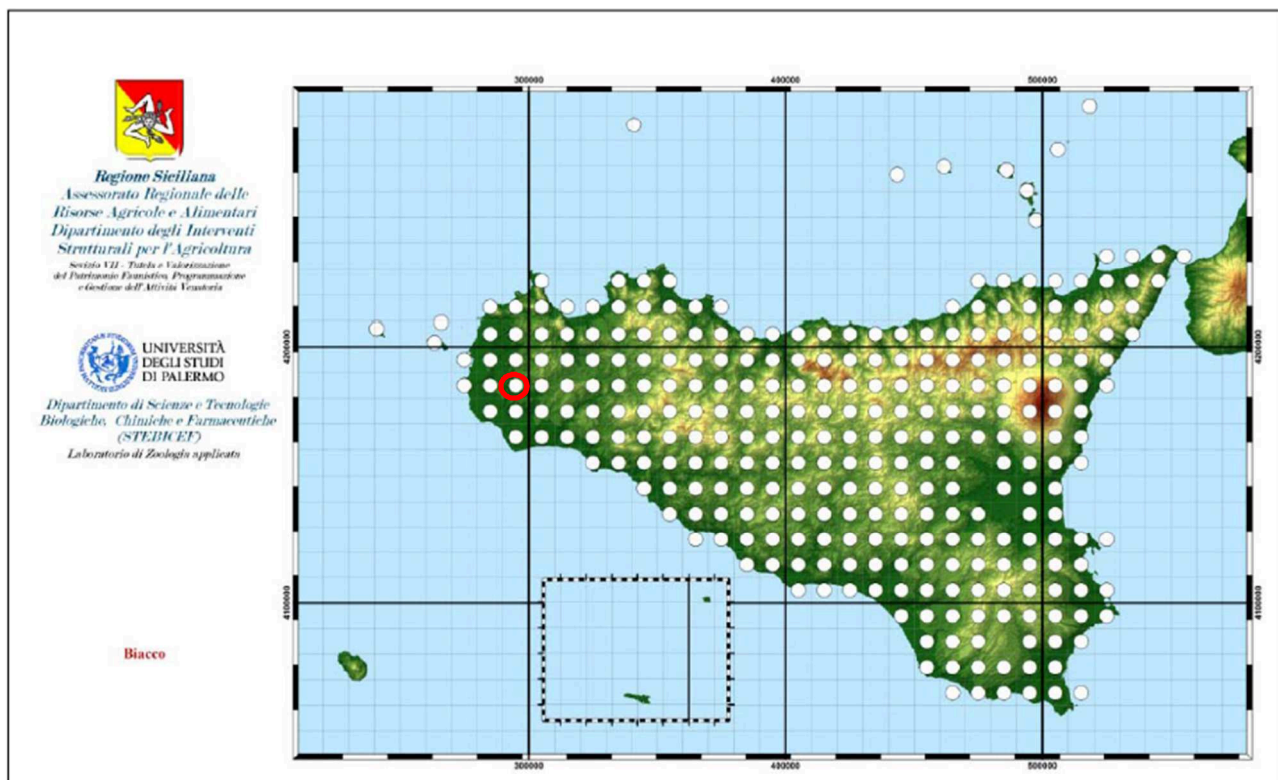 Regione Siciliana
Assessorato Regionale delle
Risorse Agricole e Alimentari
Dipartimento degli Interventi
Strutturali per l'Agricoltura
Servizio VII - Tutela e Valorizzazione
del Patrimonio Faunistico, Programmazione
e Gestione dell'Attività Venatoria
UNIVERSITÀ
DEGLI STUDI
DI PALERMO
Dipartimento di Scienze e Tecnologie
Biologiche, Chimiche e Farmaceutiche
(STEBICEF)
Laboratorio di Zoologia applicata
Biacco
300000
400000
500000
4200000
4200000
4100000
4100000
300000
400000
500000